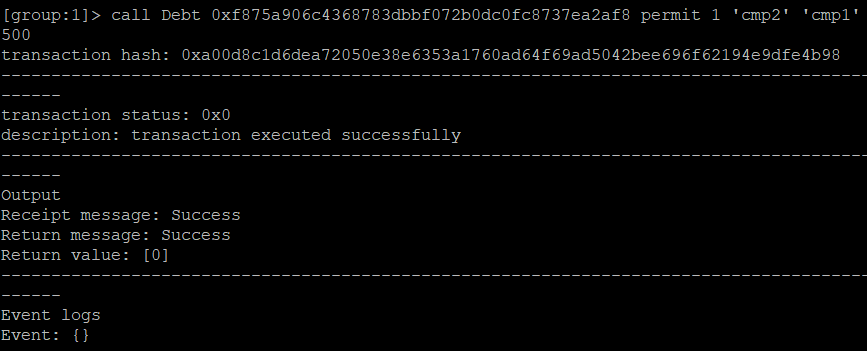 [group:1]> call Debt 0xf875a906c4368783dbbf072b0dc0fc8737ea2af8 permit 1 'cmp2' 'cmp1'
500
transaction hash: 0xa00d8c1d6dea72050e38e6353a1760ad64f69ad5042bee696f62194e9dfe4b98
--------------------------------------------------------------------------------------
------
transaction status: 0x0
description: transaction executed successfully
--------------------------------------------------------------------------------------
------
Output
Receipt message: Success
Return message: Success
Return value: [0]
--------------------------------------------------------------------------------------
------
Event logs
Event: {}